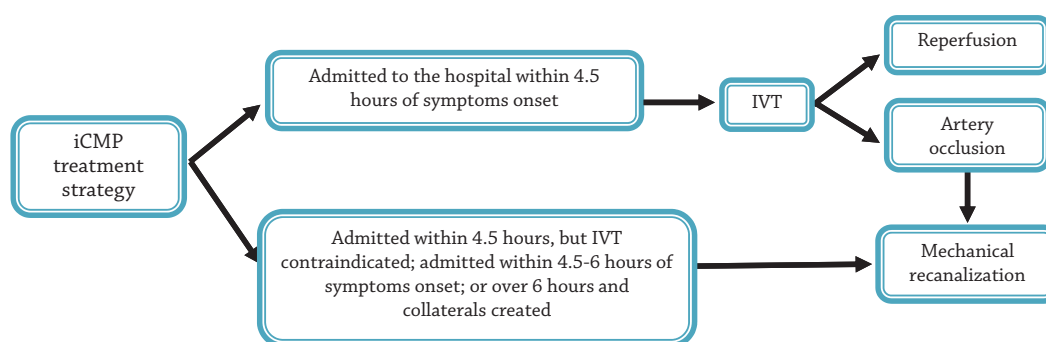 iCMP
treatment
strategy
Admitted to the hospital within 4.5
hours of symptoms onset
IVT
Reperfusion
Artery
occlusion
Admitted within 4.5 hours, but IVT
contraindicated; admitted within 4.5-6 hours of
symptoms onset; or over 6 hours and
collaterals created
Mechanical
recanalization